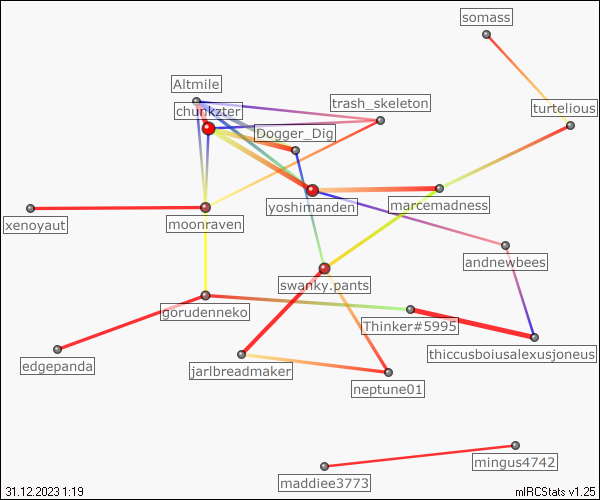 somass
Altmile
trash_skeleton
chunkzter
turtelious
Dogger_Dig
yoshimanden
marcemadness
xenoyaut
moonraven
andnewbees
swanky.pants
gorudenneko
Thinker#5995
thiccusboiusalexusjoneus
edgepanda
jarlbreadmaker
neptune01
mingus4742
maddiee3773
31.12.2023 1:19
mIRCStats v1.25